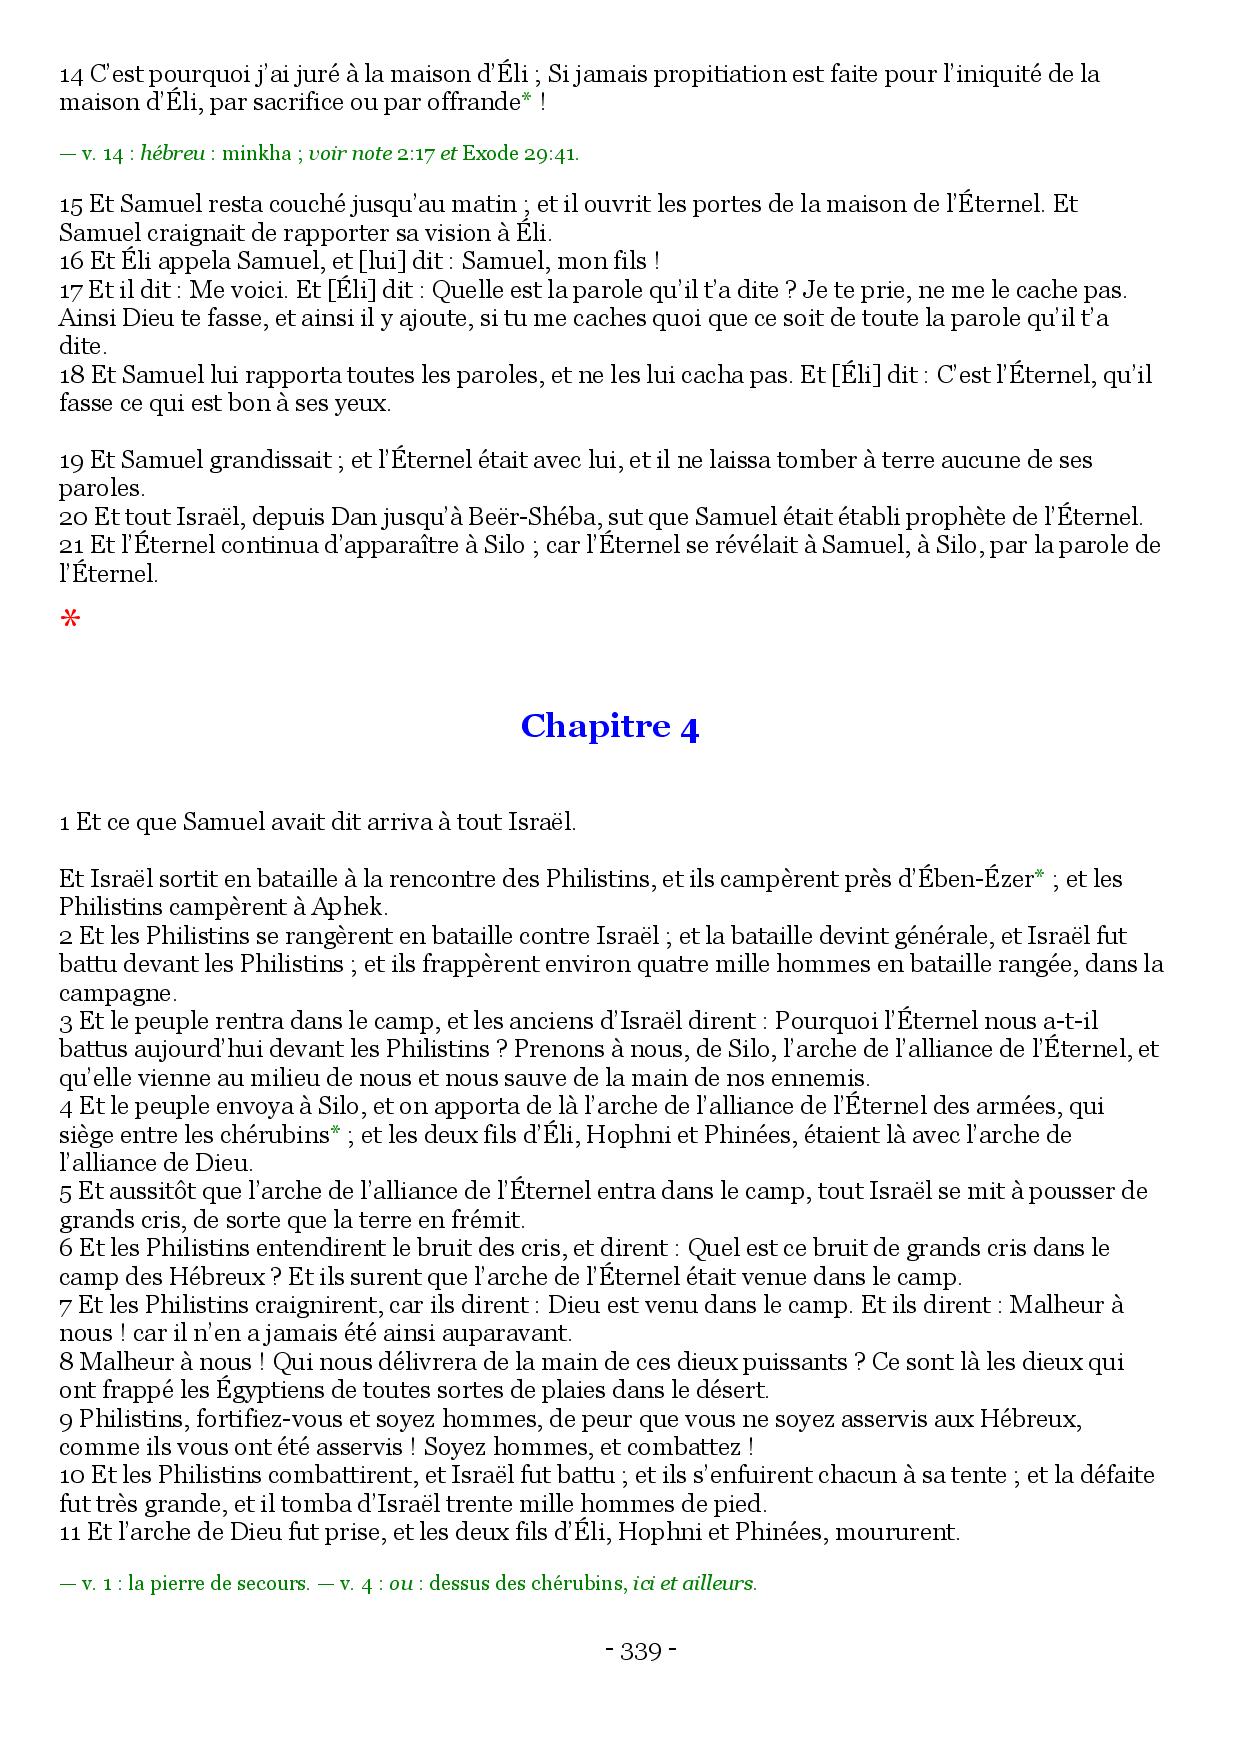 14 C’est pourquoi j’ai juré à la maison d’Éli ; Si jamais propitiation est faite pour l’iniquité de la
maison d’Éli, par sacrifice ou par offrande* !
— v. 14 : hébreu : minkha ; voir note 2:17 et Exode 29:41.
15 Et Samuel resta couché jusqu’au matin ; et il ouvrit les portes de la maison de l’Éternel. Et
Samuel craignait de rapporter sa vision à Éli.
16 Et Éli appela Samuel, et [lui] dit : Samuel, mon fils !
17 Et il dit : Me voici. Et [Éli] dit : Quelle est la parole qu’il t’a dite ? Je te prie, ne me le cache pas.
Ainsi Dieu te fasse, et ainsi il y ajoute, si tu me caches quoi que ce soit de toute la parole qu’il t’a
dite.
18 Et Samuel lui rapporta toutes les paroles, et ne les lui cacha pas. Et [Éli] dit : C’est l’Éternel, qu’il
fasse ce qui est bon à ses yeux.
19 Et Samuel grandissait ; et l’Éternel était avec lui, et il ne laissa tomber à terre aucune de ses
paroles.
20 Et tout Israël, depuis Dan jusqu’à Beër-Shéba, sut que Samuel était établi prophète de l’Éternel.
21 Et l’Éternel continua d’apparaître à Silo ; car l’Éternel se révélait à Samuel, à Silo, par la parole de
l’Éternel.
*
Chapitre 4
1 Et ce que Samuel avait dit arriva à tout Israël.
Et Israël sortit en bataille à la rencontre des Philistins, et ils campèrent près d’Ében-Ézer* ; et les
Philistins campèrent à Aphek.
2 Et les Philistins se rangèrent en bataille contre Israël ; et la bataille devint générale, et Israël fut
battu devant les Philistins ; et ils frappèrent environ quatre mille hommes en bataille rangée, dans la
campagne.
3 Et le peuple rentra dans le camp, et les anciens d’Israël dirent : Pourquoi l’Éternel nous a-t-il
battus aujourd’hui devant les Philistins ? Prenons à nous, de Silo, l’arche de l’alliance de l’Éternel, et
qu’elle vienne au milieu de nous et nous sauve de la main de nos ennemis.
4 Et le peuple envoya à Silo, et on apporta de là l’arche de l’alliance de l’Éternel des armées, qui
siège entre les chérubins* ; et les deux fils d’Éli, Hophni et Phinées, étaient là avec l’arche de
l’alliance de Dieu.
5 Et aussitôt que l’arche de l’alliance de l’Éternel entra dans le camp, tout Israël se mit à pousser de
grands cris, de sorte que la terre en frémit.
6 Et les Philistins entendirent le bruit des cris, et dirent : Quel est ce bruit de grands cris dans le
camp des Hébreux ? Et ils surent que l’arche de l’Éternel était venue dans le camp.
7 Et les Philistins craignirent, car ils dirent : Dieu est venu dans le camp. Et ils dirent : Malheur à
nous ! car il n’en a jamais été ainsi auparavant.
8 Malheur à nous ! Qui nous délivrera de la main de ces dieux puissants ? Ce sont là les dieux qui
ont frappé les Égyptiens de toutes sortes de plaies dans le désert.
9 Philistins, fortifiez-vous et soyez hommes, de peur que vous ne soyez asservis aux Hébreux,
comme ils vous ont été asservis ! Soyez hommes, et combattez !
10 Et les Philistins combattirent, et Israël fut battu ; et ils s’enfuirent chacun à sa tente ; et la défaite
fut très grande, et il tomba d’Israël trente mille hommes de pied.
11 Et l’arche de Dieu fut prise, et les deux fils d’Éli, Hophni et Phinées, moururent.
— v. 1 : la pierre de secours. — v. 4 : ou : dessus des chérubins, ici et ailleurs.
- 339 -